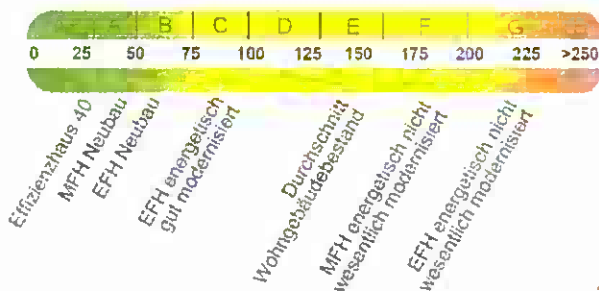 B C D E F G
0 25 50 75 100 125 150 175 200 225 >250
Effizienzhaus 40
MFH Neubau
EFH Neubau
EFH energetisch
gut modernisiert
Durchschnitt
Wohngebäudebestand
MFH energetisch nicht
wesentlich modernisiert
EFH energetisch nicht
wesentlich modernisiert